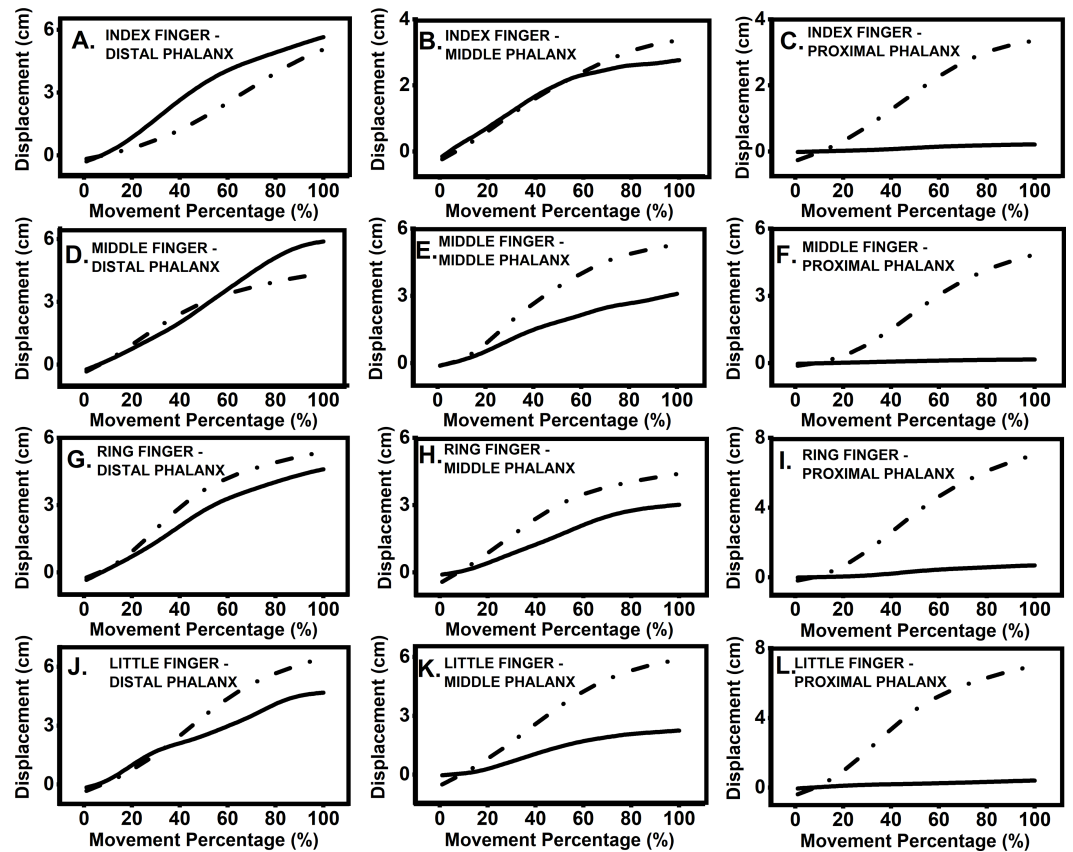 A. INDEX FINGER -
DISTAL PHALANX
Displacement (cm)
6
3
0
0 20 40 60 80 100
Movement Percentage (%)
B. INDEX FINGER -
MIDDLE PHALANX
Displacement (cm)
4
2
0
0 20 40 60 80 100
Movement Percentage (%)
C. INDEX FINGER -
PROXIMAL PHALANX
Displacement (cm)
4
2
0
0 20 40 60 80 100
Movement Percentage (%)
D. MIDDLE FINGER -
DISTAL PHALANX
Displacement (cm)
6
3
0
0 20 40 60 80 100
Movement Percentage (%)
E. MIDDLE FINGER -
MIDDLE PHALANX
Displacement (cm)
6
3
0
0 20 40 60 80 100
Movement Percentage (%)
F. MIDDLE FINGER -
PROXIMAL PHALANX
Displacement (cm)
6
3
0
0 20 40 60 80 100
Movement Percentage (%)
G. RING FINGER -
DISTAL PHALANX
Displacement (cm)
6
3
0
0 20 40 60 80 100
Movement Percentage (%)
H. RING FINGER -
MIDDLE PHALANX
Displacement (cm)
6
3
0
0 20 40 60 80 100
Movement Percentage (%)
I. RING FINGER -
PROXIMAL PHALANX
Displacement (cm)
8
4
0
0 20 40 60 80 100
Movement Percentage (%)
J. LITTLE FINGER -
DISTAL PHALANX
Displacement (cm)
6
3
0
0 20 40 60 80 100
Movement Percentage (%)
K. LITTLE FINGER -
MIDDLE PHALANX
Displacement (cm)
6
3
0
0 20 40 60 80 100
Movement Percentage (%)
L. LITTLE FINGER -
PROXIMAL PHALANX
Displacement (cm)
8
4
0
0 20 40 60 80 100
Movement Percentage (%)